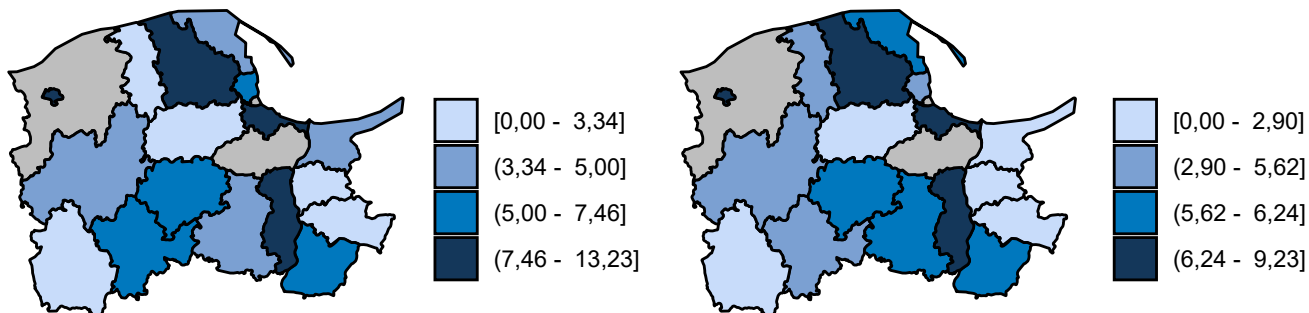 [0,00 - 3,34]
(3,34 - 5,00]
(5,00 - 7,46]
(7,46 - 13,23]
[0,00 - 2,90]
(2,90 - 5,62]
(5,62 - 6,24]
(6,24 - 9,23]